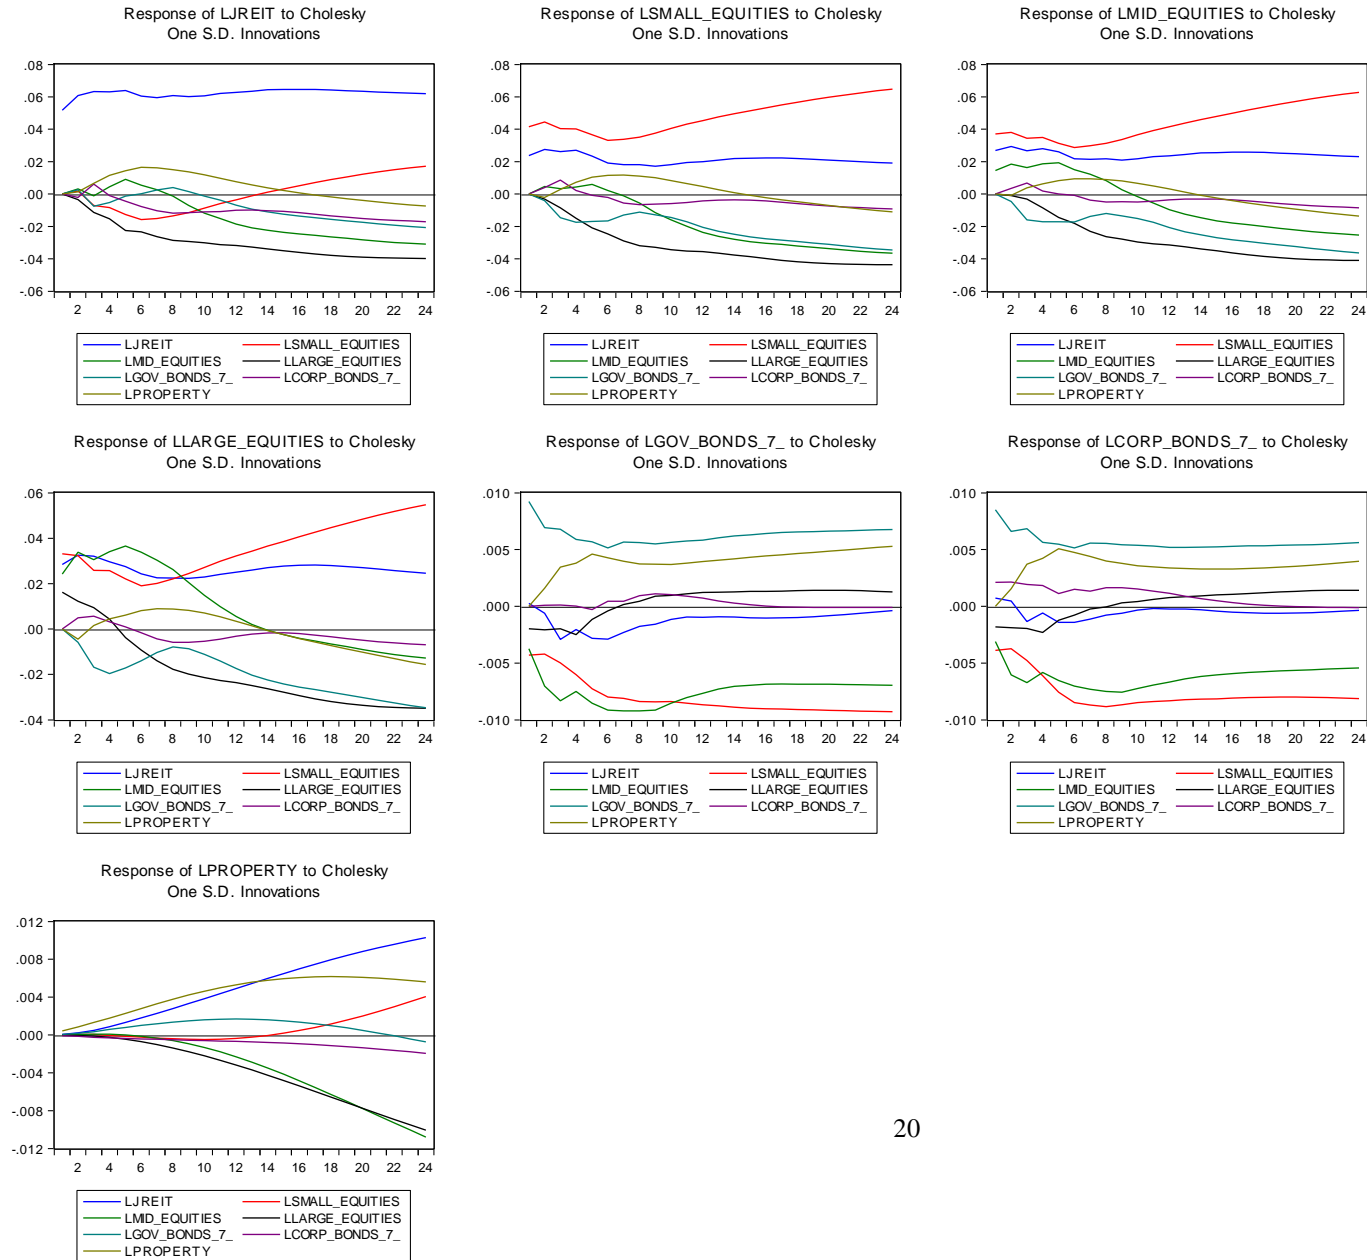 Response of LJREIT to Cholesky
One S.D. Innovations
.08
.06
.04
.02
.00
-.02
-.04
-.06
2 4 6 8 10 12 14 16 18 20 22 24
LJREIT LSMALL_EQUITIES
LMID_EQUITIES LLARGE_EQUITIES
LGOV_BONDS_7_ LCORP_BONDS_7_
LPROPERTY
Response of LSMALL_EQUITIES to Cholesky
One S.D. Innovations
.08
.06
.04
.02
.00
-.02
-.04
-.06
2 4 6 8 10 12 14 16 18 20 22 24
LJREIT LSMALL_EQUITIES
LMID_EQUITIES LLARGE_EQUITIES
LGOV_BONDS_7_ LCORP_BONDS_7_
LPROPERTY
Response of LMID_EQUITIES to Cholesky
One S.D. Innovations
.08
.06
.04
.02
.00
-.02
-.04
-.06
2 4 6 8 10 12 14 16 18 20 22 24
LJREIT LSMALL_EQUITIES
LMID_EQUITIES LLARGE_EQUITIES
LGOV_BONDS_7_ LCORP_BONDS_7_
LPROPERTY
Response of LLARGE_EQUITIES to Cholesky
One S.D. Innovations
.06
.04
.02
.00
-.02
-.04
2 4 6 8 10 12 14 16 18 20 22 24
LJREIT LSMALL_EQUITIES
LMID_EQUITIES LLARGE_EQUITIES
LGOV_BONDS_7_ LCORP_BONDS_7_
LPROPERTY
Response of LGOV_BONDS_7_ to Cholesky
One S.D. Innovations
.010
.005
.000
-.005
-.010
2 4 6 8 10 12 14 16 18 20 22 24
LJREIT LSMALL_EQUITIES
LMID_EQUITIES LLARGE_EQUITIES
LGOV_BONDS_7_ LCORP_BONDS_7_
LPROPERTY
Response of LCORP_BONDS_7_ to Cholesky
One S.D. Innovations
.010
.005
.000
-.005
-.010
2 4 6 8 10 12 14 16 18 20 22 24
LJREIT LSMALL_EQUITIES
LMID_EQUITIES LLARGE_EQUITIES
LGOV_BONDS_7_ LCORP_BONDS_7_
LPROPERTY
Response of LPROPERTY to Cholesky
One S.D. Innovations
.012
.008
.004
.000
-.004
-.008
-.012
2 4 6 8 10 12 14 16 18 20 22 24
LJREIT LSMALL_EQUITIES
LMID_EQUITIES LLARGE_EQUITIES
LGOV_BONDS_7_ LCORP_BONDS_7_
LPROPERTY
20